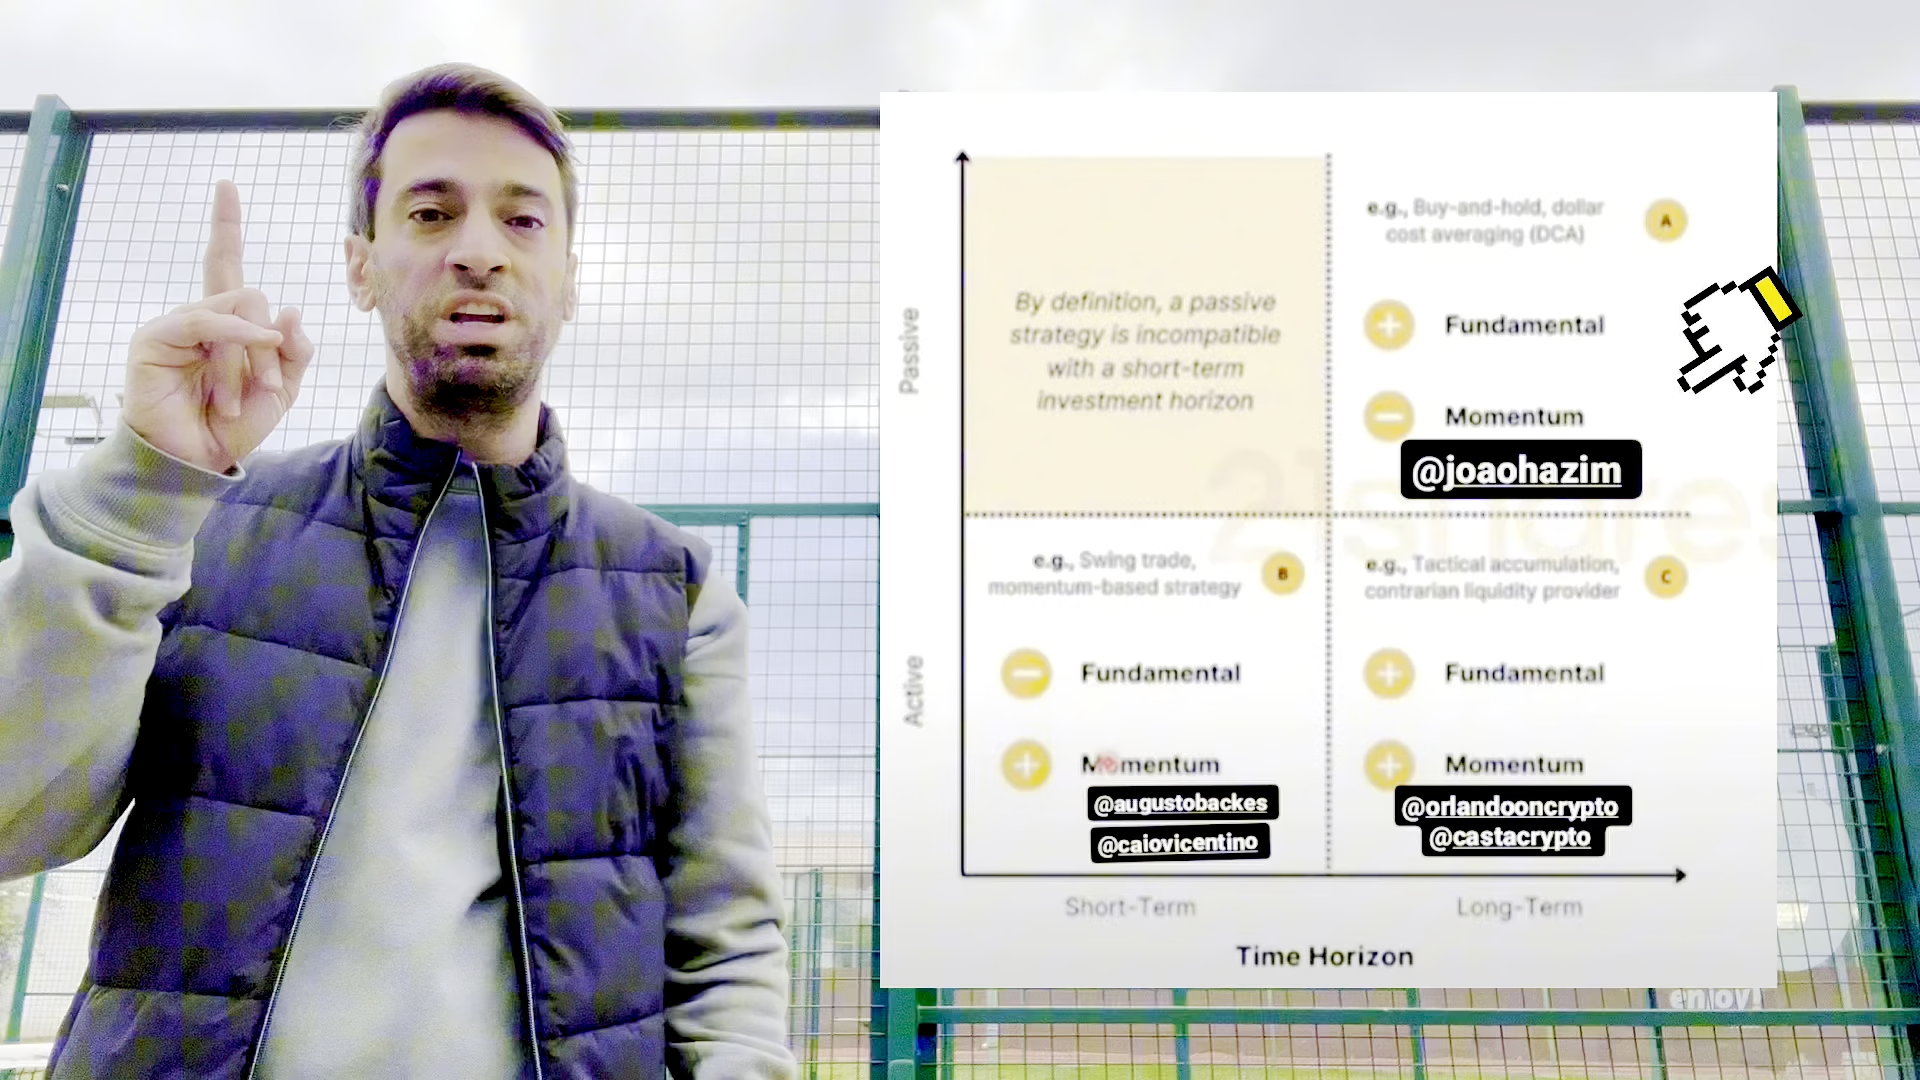 Passive
By definition, a passive
strategy is incompatible
with a short-term
investment horizon
e.g., Buy-and-hold, dollar
cost averaging (DCA)
A
Fundamental
Momentum
@joaohazim
21shares
Active
e.g., Swing trade,
momentum-based strategy
B
Fundamental
Momentum
@augustobackes
@caiovicentino
e.g., Tactical accumulation,
contrarian liquidity provider
C
Fundamental
Momentum
@orlandooncrypto
@castacrypto
Short-Term
Long-Term
Time Horizon
enjoy!